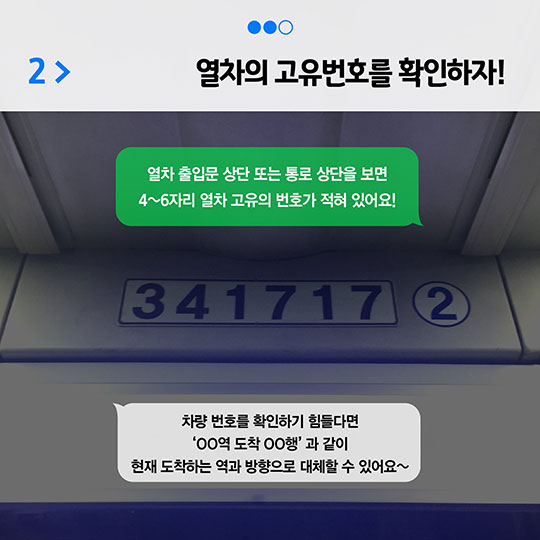 2 >
열차의 고유번호를 확인하자!
열차 출입문 상단 또는 통로 상단을 보면
4~6자리 열차 고유의 번호가 적혀 있어요!
341717 2
차량 번호를 확인하기 힘들다면
'OO역 도착 OO행' 과 같이
현재 도착하는 역과 방향으로 대체할 수 있어요~